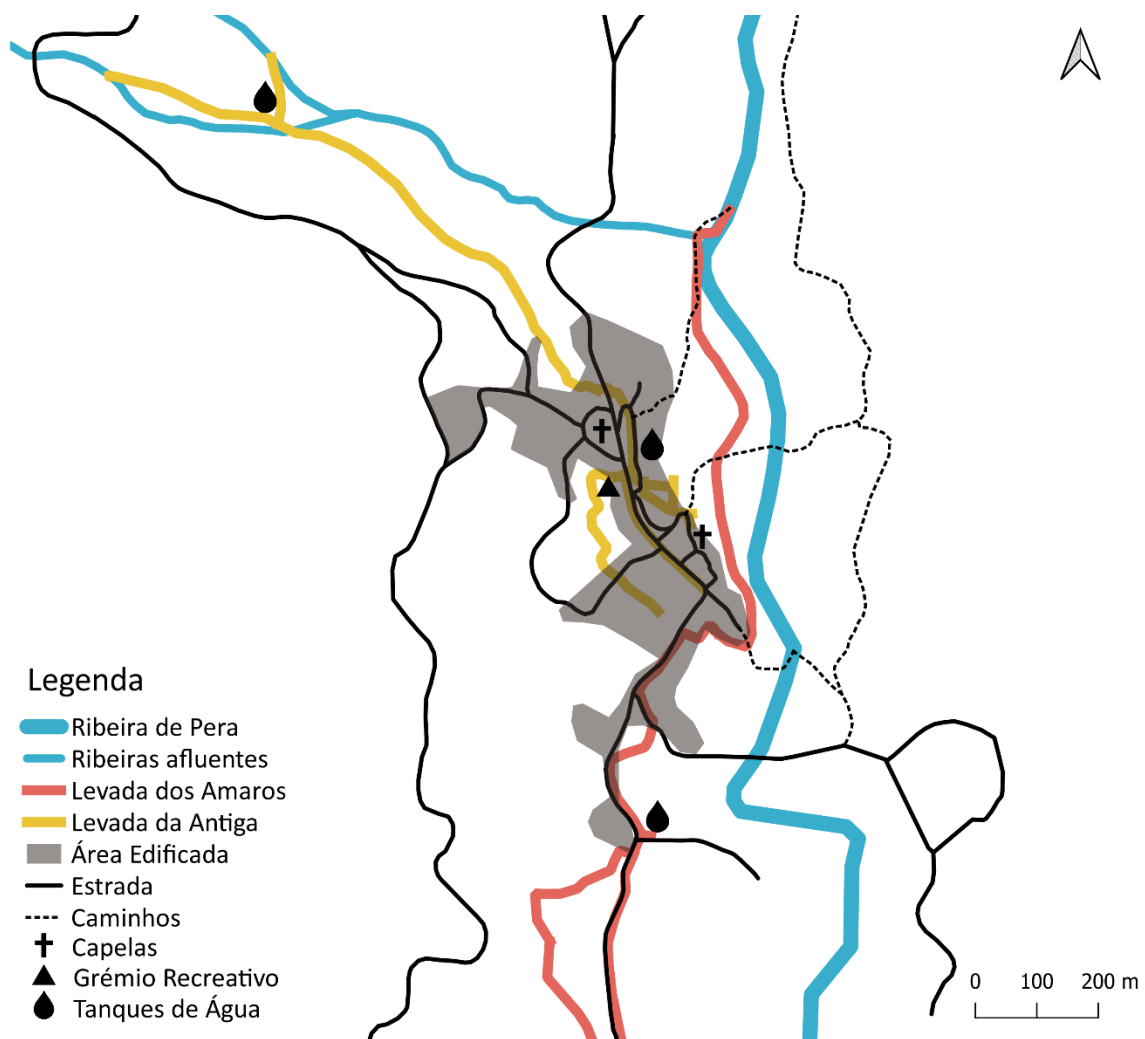 Legenda
Ribeira de Pera
Ribeiras afluentes
Levada dos Amaros
Levada da Antiga
Área Edificada
Estrada
Caminhos
Capelas
Grémio Recreativo
Tanques de Água
0 100 200 m